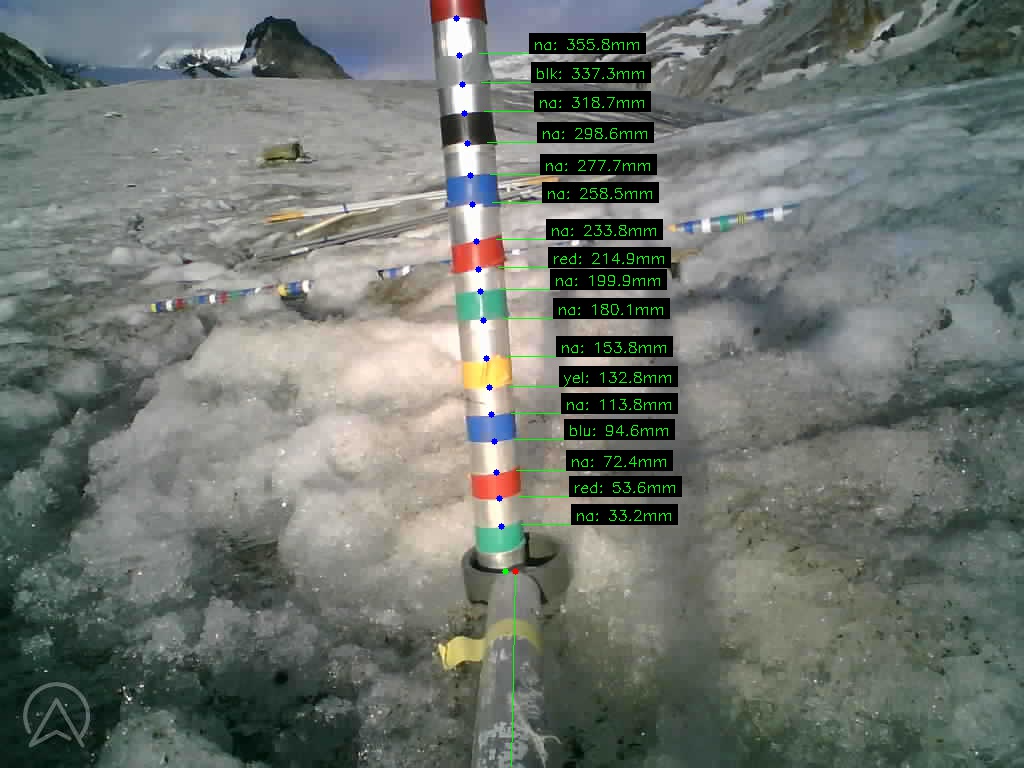 na: 355.8mm
blk: 337.3mm
na: 318.7mm
na: 298.6mm
na: 277.7mm
na: 258.5mm
na: 233.8mm
red: 214.9mm
na: 199.9mm
na: 180.1mm
na: 153.8mm
yel: 132.8mm
na: 113.8mm
blu: 94.6mm
na: 72.4mm
red: 53.6mm
na: 33.2mm